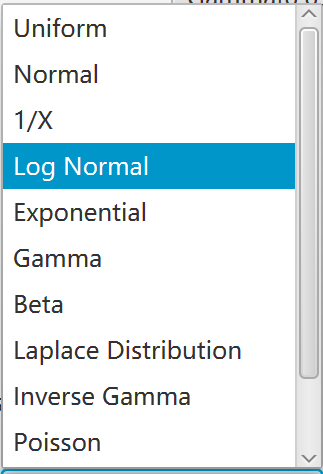 Uniform
Normal
1/X
Log Normal
Exponential
Gamma
Beta
Laplace Distribution
Inverse Gamma
Poisson